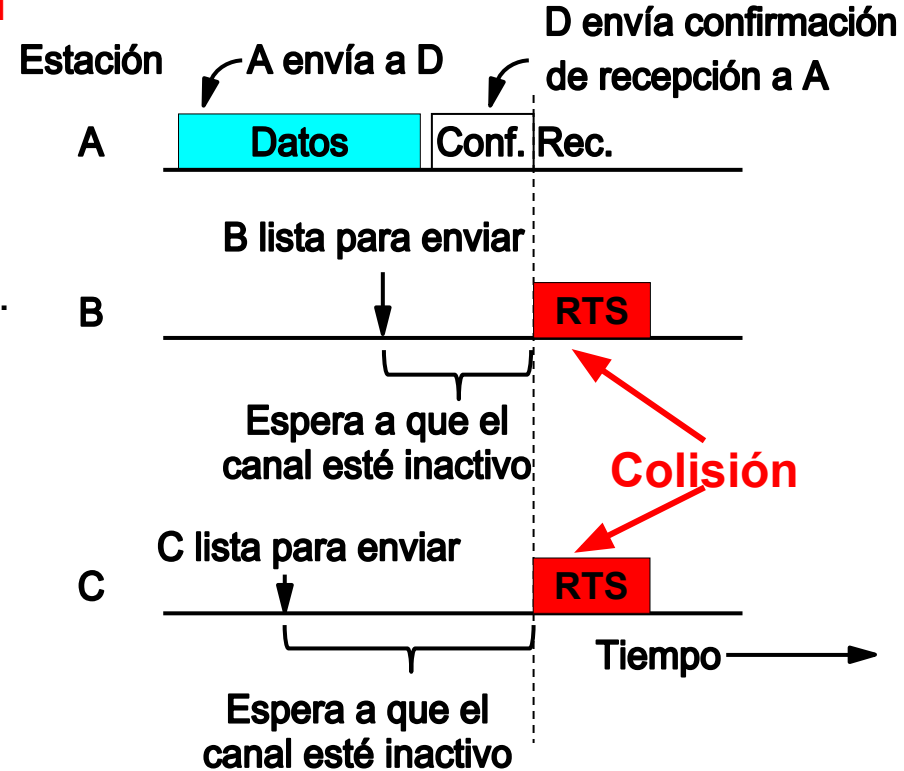 D envía confirmación
de recepción a A
Estación
A envía a D
A
Datos
Conf. Rec.
B lista para enviar
B
RTS
Espera a que el
canal esté inactivo
Colisión
C lista para enviar
C
RTS
Tiempo
Espera a que el
canal esté inactivo